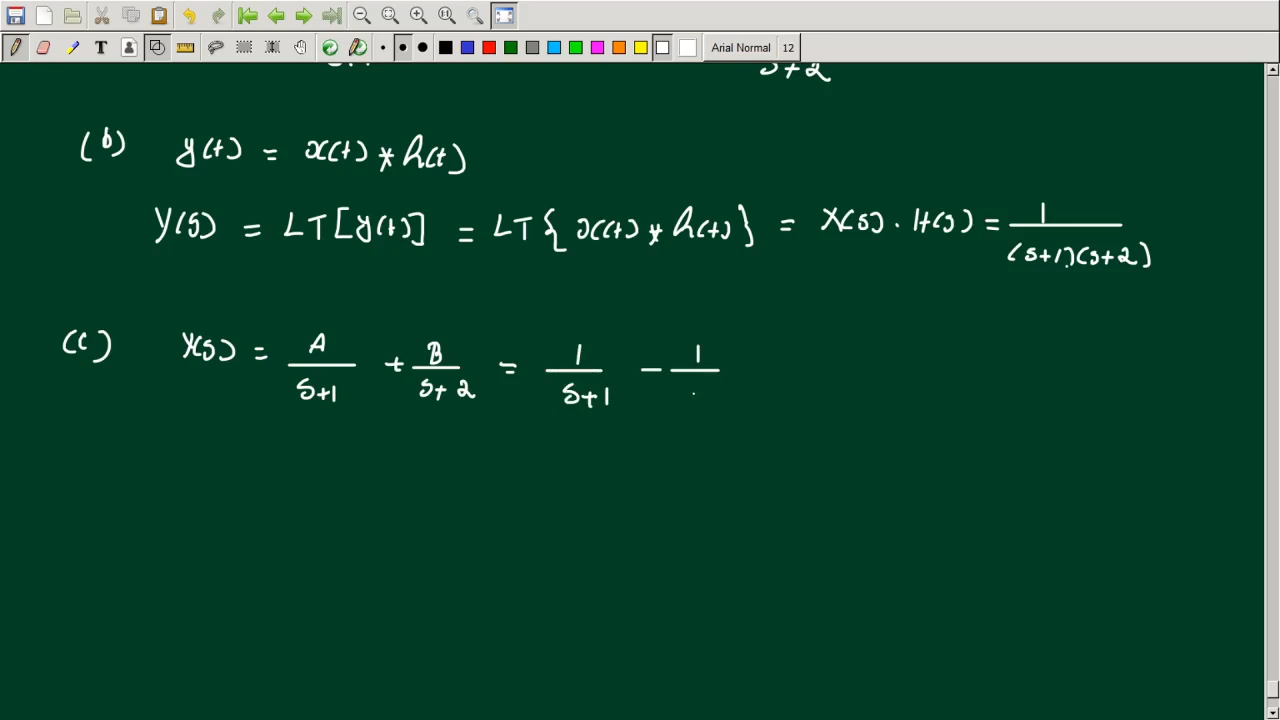 Arial Normal 12
s+2
(b) y(t) = x(t) * h(t)
Y(s) = LT[y(t)] = LT{x(t) * h(t)} = X(s) . H(s) = 1/(s+1)(s+2)
(c) Y(s) = A/s+1 + B/s+2 = 1/s+1 - 1/